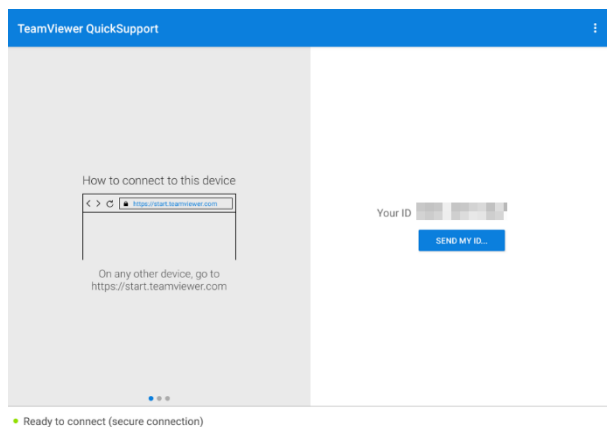 TeamViewer QuickSupport
How to connect to this device
https://start.teamviewer.com
On any other device, go to
https://start.teamviewer.com
Your ID
SEND MY ID...
Ready to connect (secure connection)